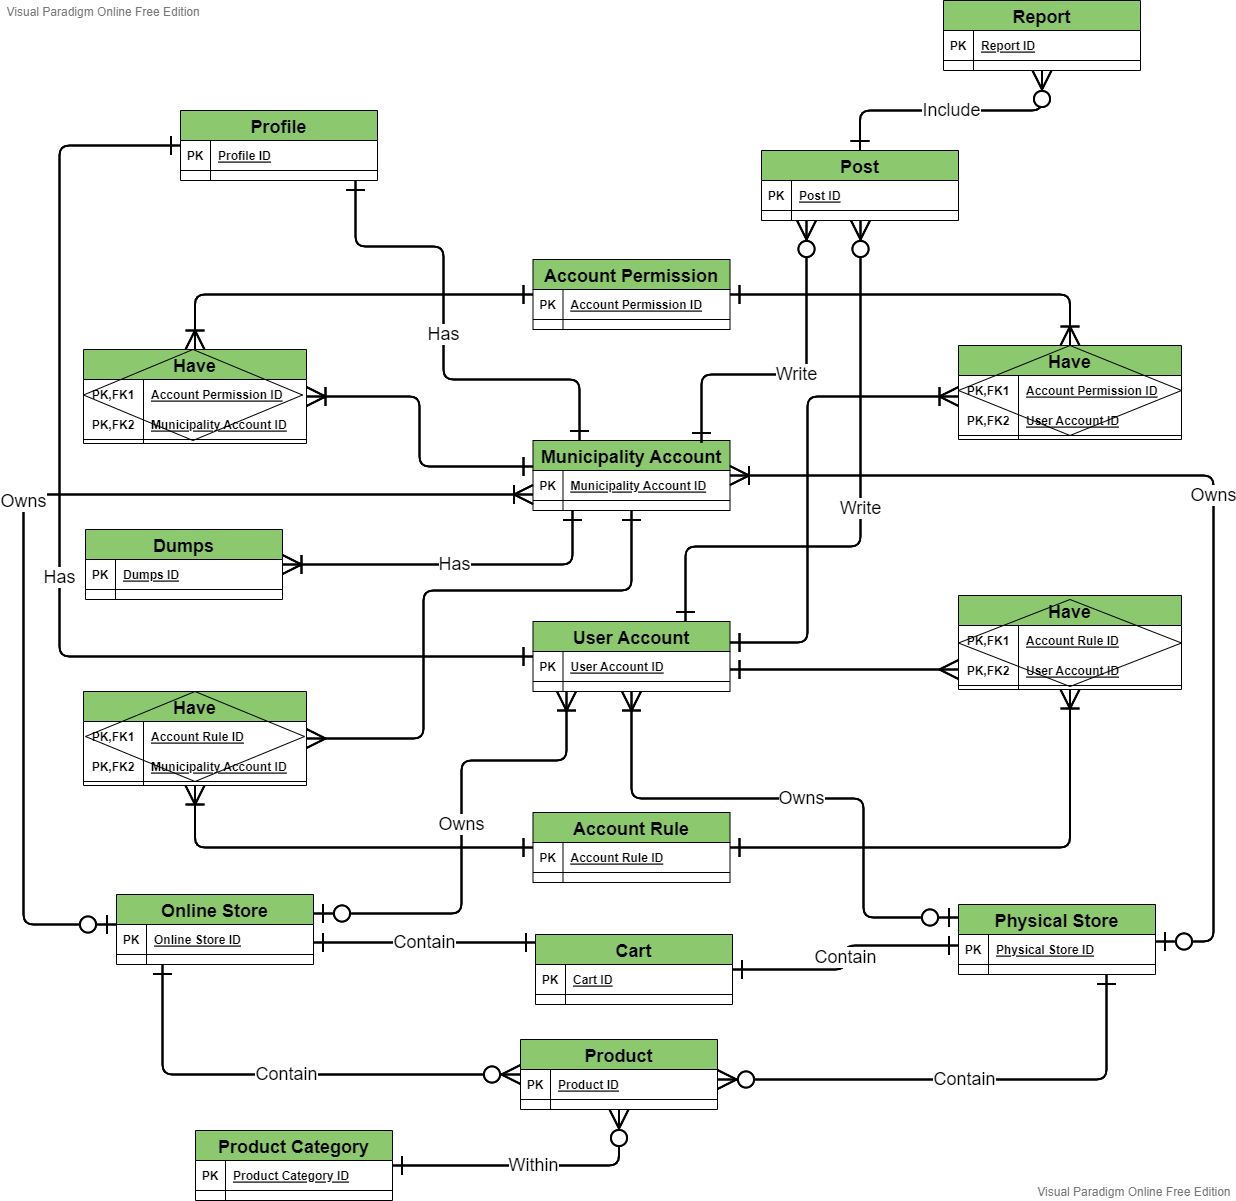 Visual Paradigm Online Free Edition
Report
PK Report ID
Include
Profile
PK Profile ID
Post
PK Post ID
Account Permission
PK Account Permission ID
Has
Have
PK,FK1 Account Permission ID
PK,FK2 Municipality Account ID
Write
Have
PK,FK1 Account Permission ID
PK,FK2 User Account ID
Municipality Account
PK Municipality Account ID
Owns
Owns
Write
Dumps
PK Dumps ID
Has
Has
User Account
PK User Account ID
Have
PK,FK1 Account Rule ID
PK,FK2 User Account ID
Have
PK,FK1 Account Rule ID
PK,FK2 Municipality Account ID
Owns
Owns
Account Rule
PK Account Rule ID
Online Store
PK Online Store ID
Contain
Cart
PK Cart ID
Contain
Physical Store
PK Physical Store ID
Product
PK Product ID
Contain
Contain
Product Category
PK Product Category ID
Within
Visual Paradigm Online Free Edition